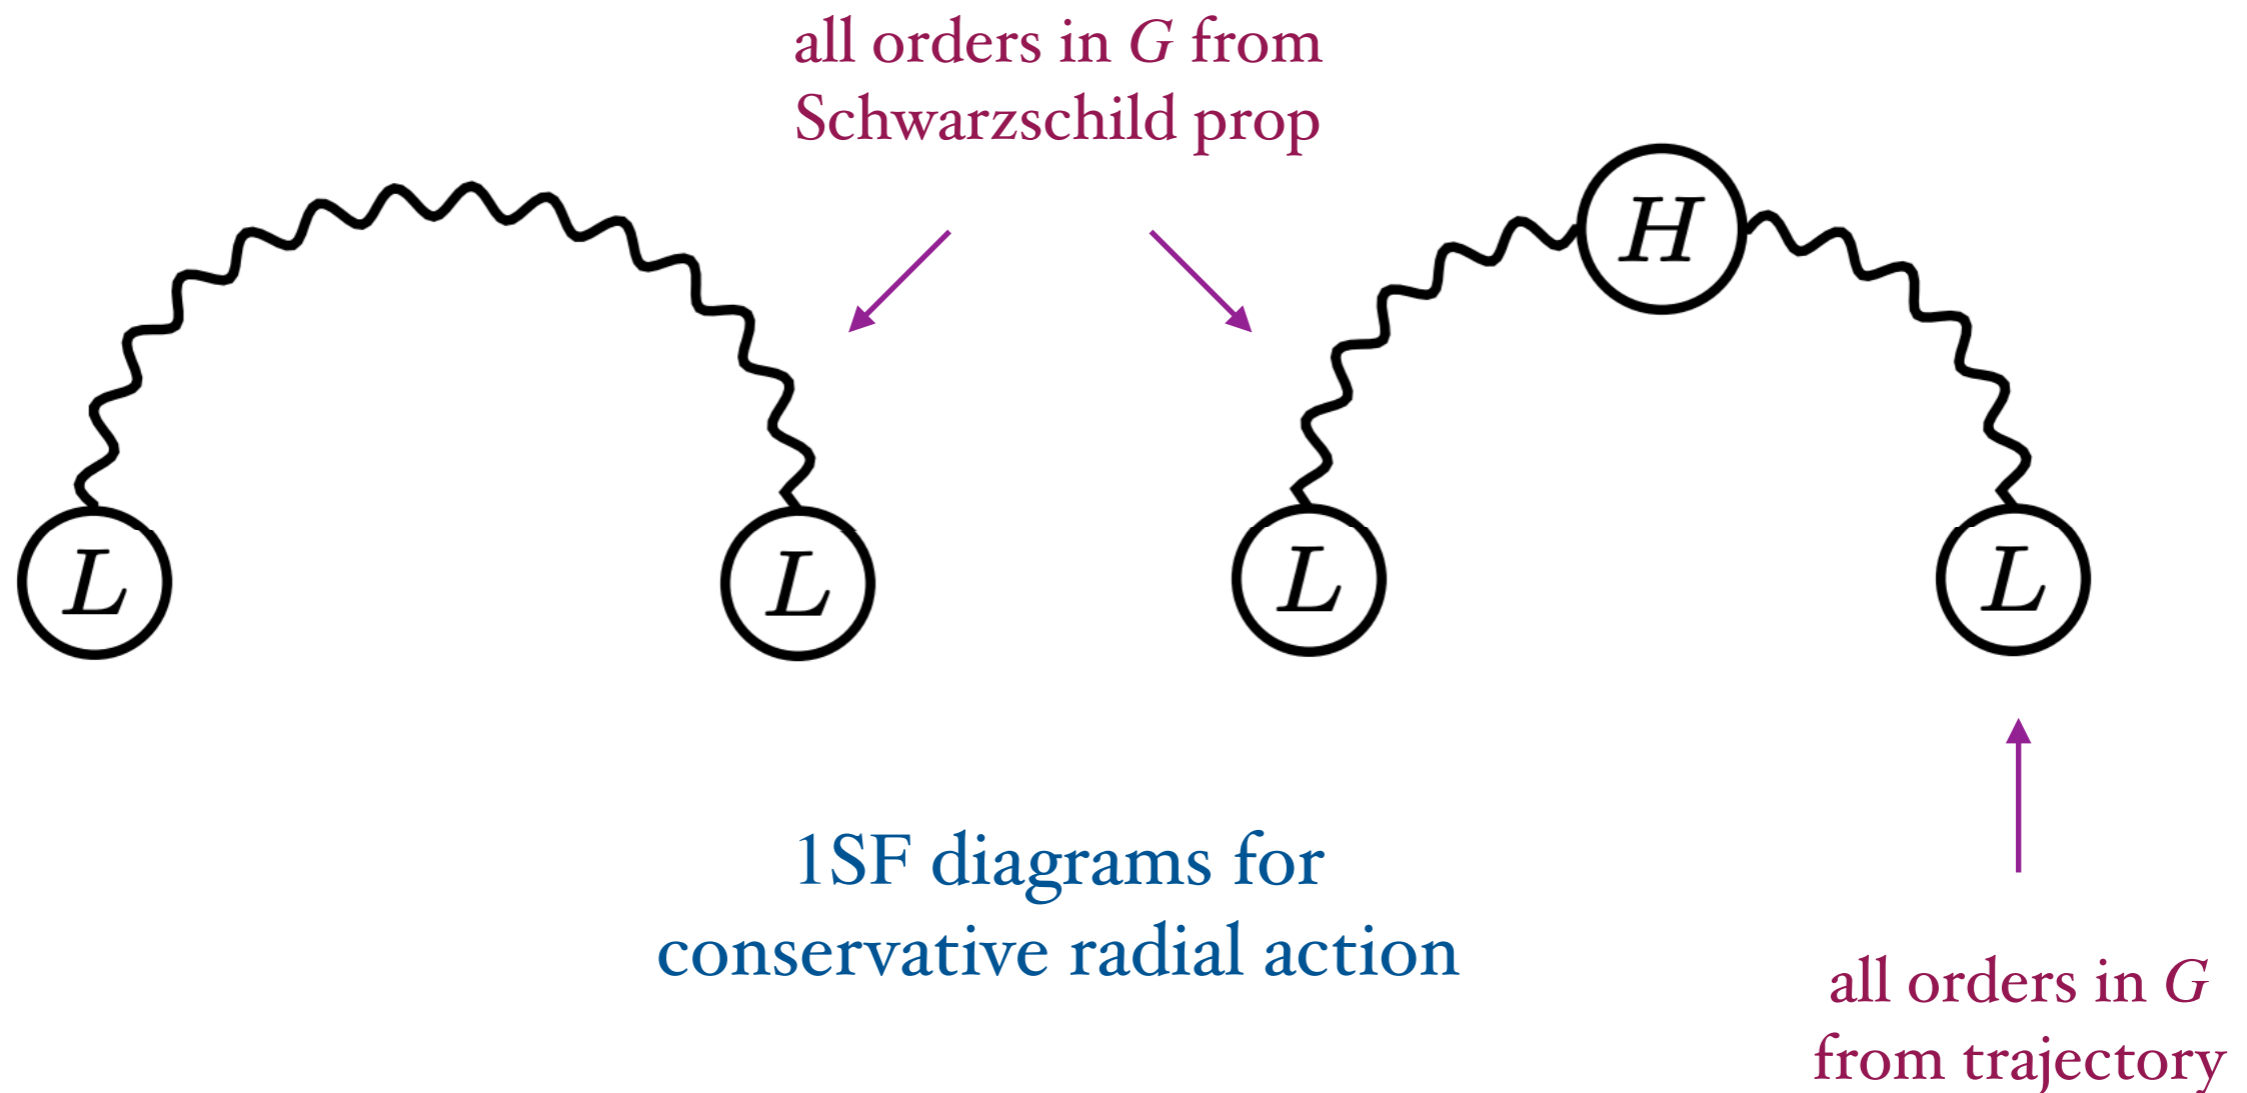 all orders in G from
Schwarzschild prop
H
L
L
L
L
1SF diagrams for
conservative radial action
all orders in G
from trajectory